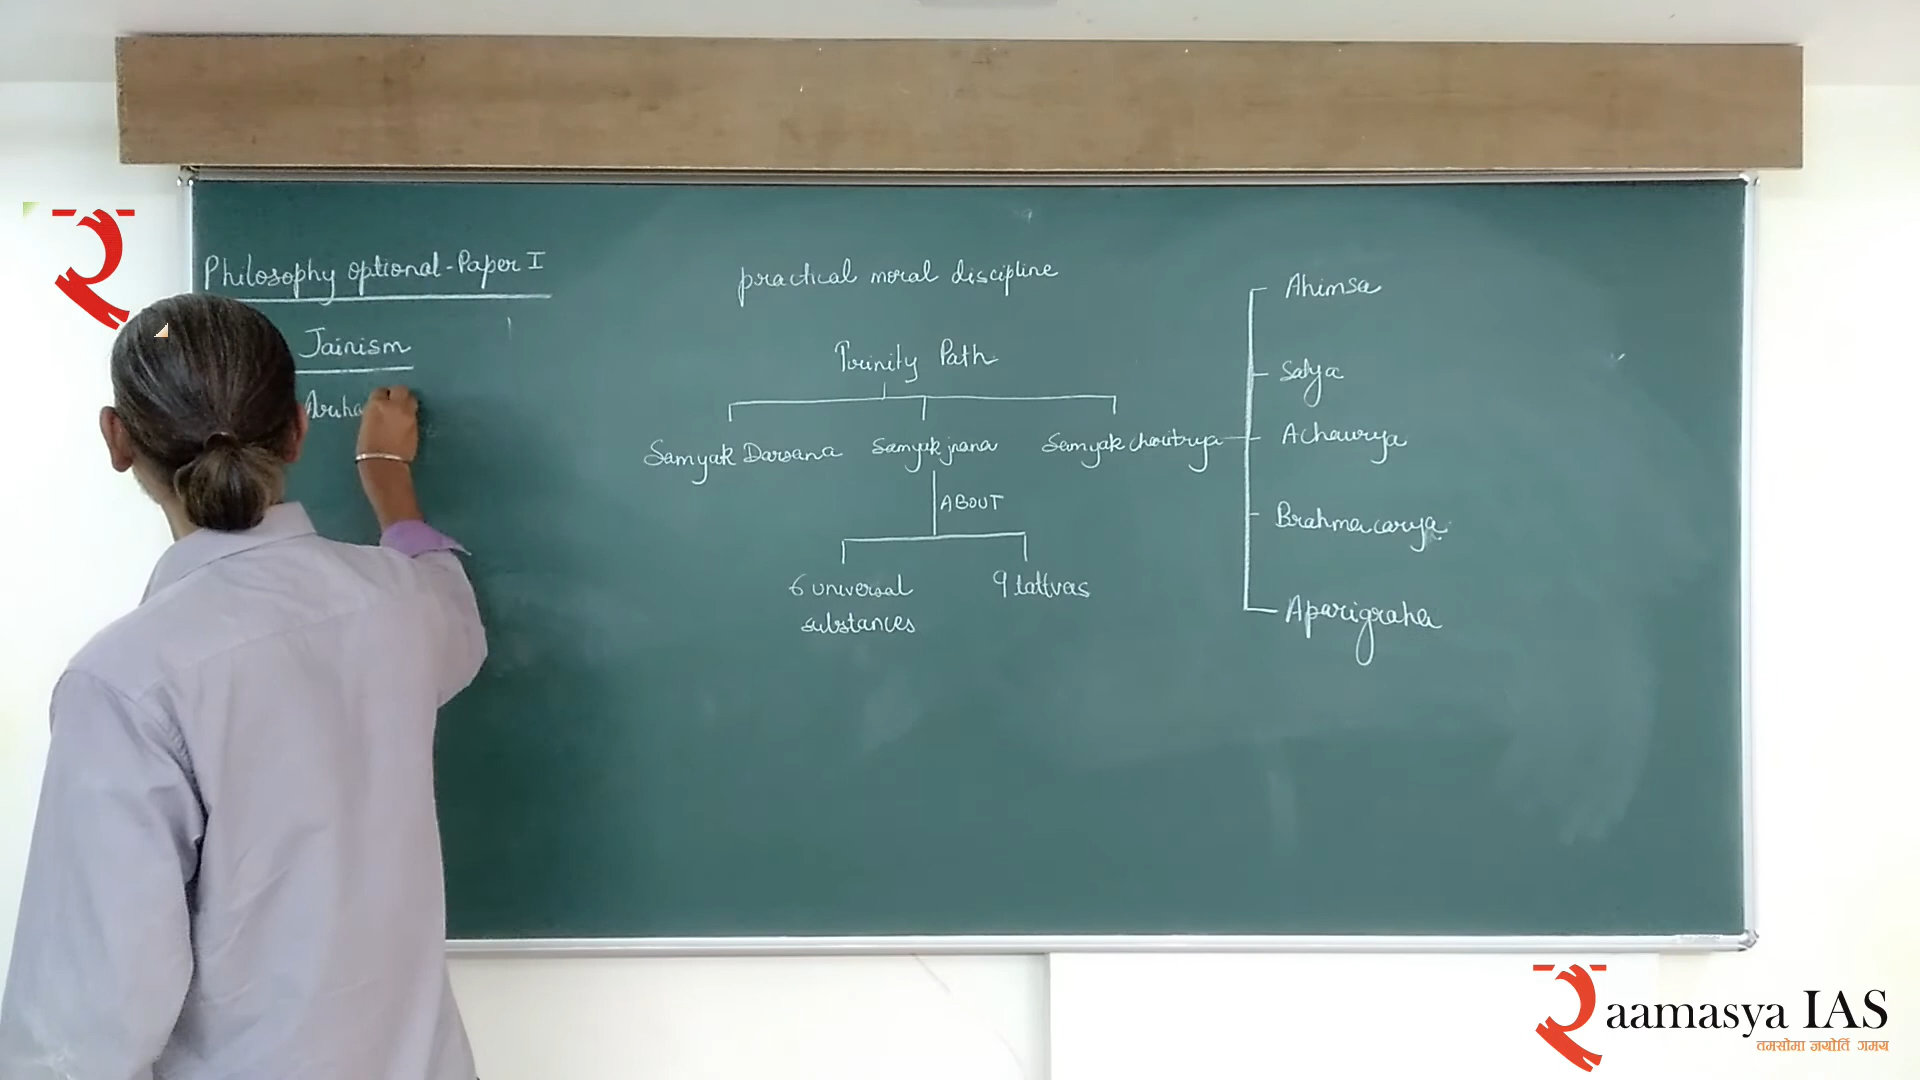 Philosophy optional - Paper I
Jainism
Ariha
practical moral discipline
Trinity Path
Samyak Darsana
Samyak jnana
Samyak charitrya
ABOUT
6 universal
substances
9 tattvas
Ahimsa
Satya
Achaurya
Brahmacarya
Aparigraha
aamasya IAS
तमसोमा ज्योर्ति गमय